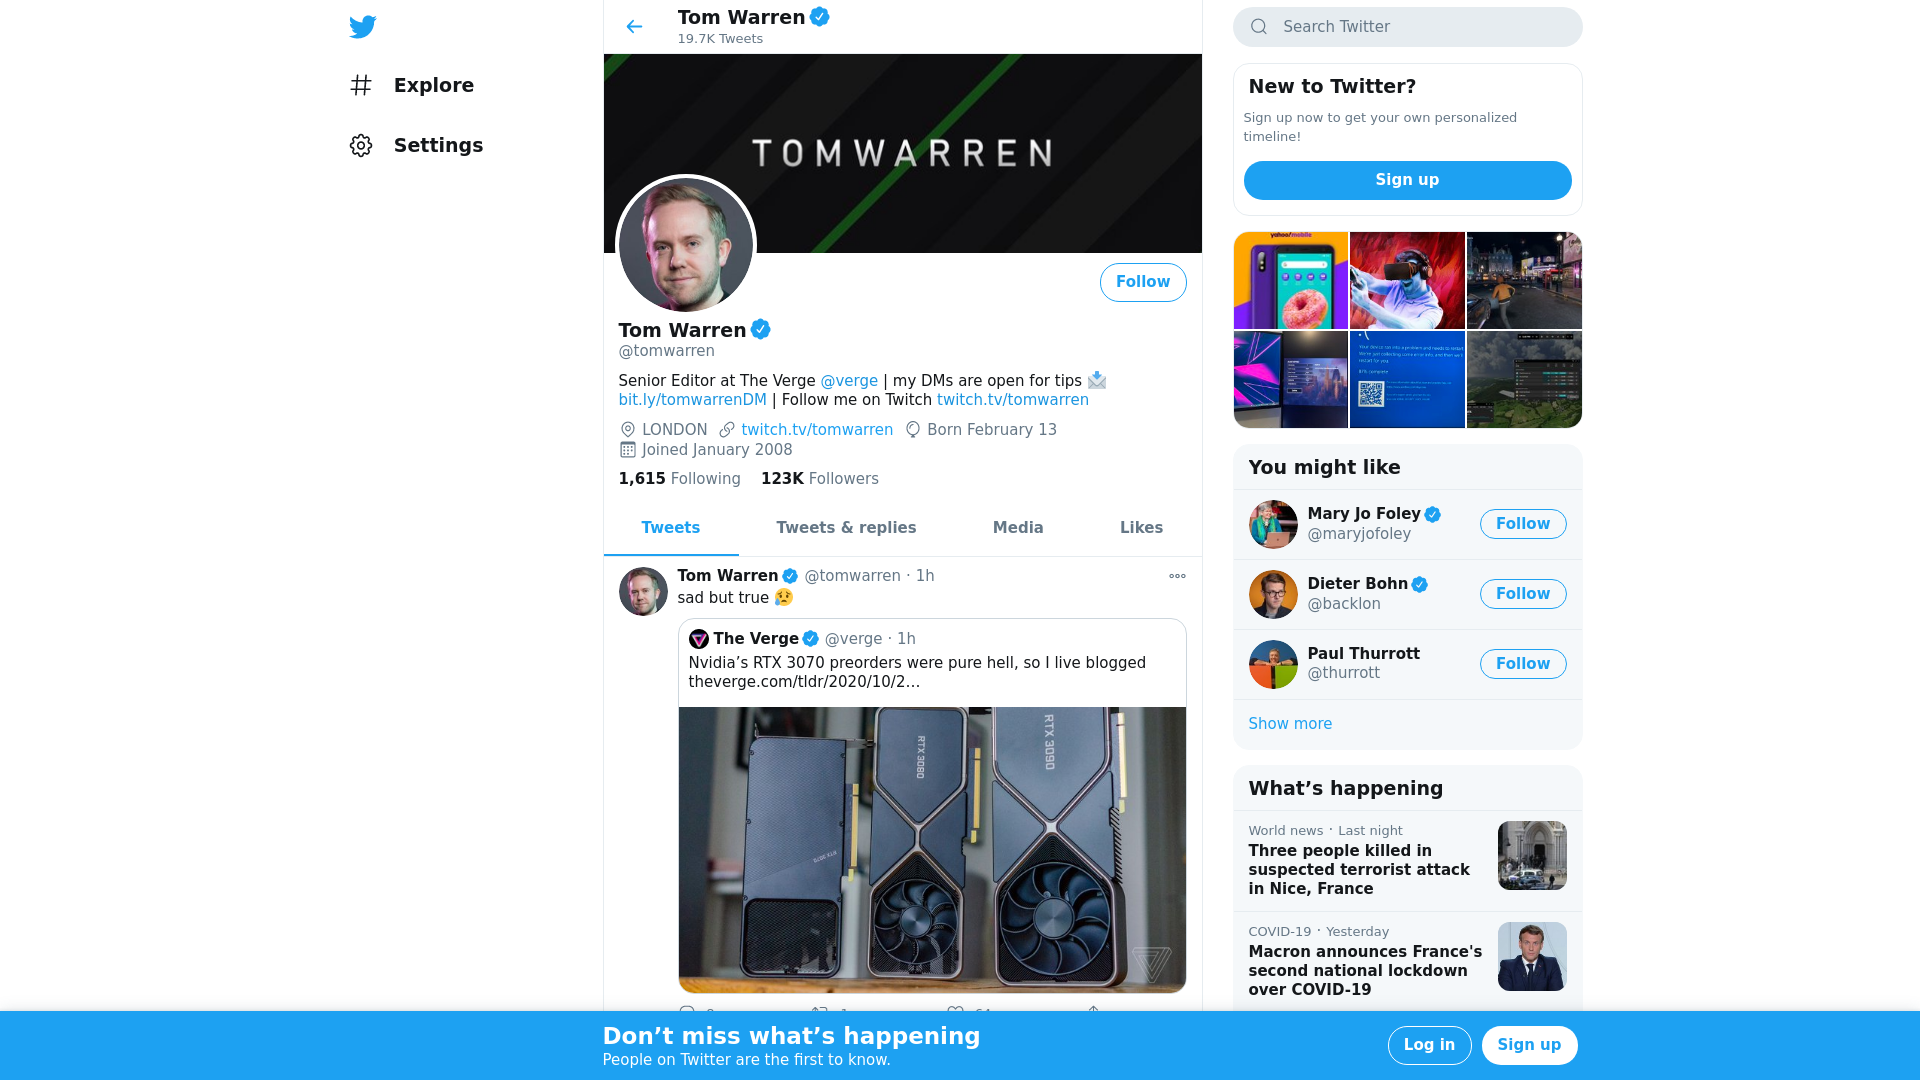 Explore
Settings
Tom Warren
19.7K Tweets
TOMWARREN
Follow
Tom Warren
@tomwarren
Senior Editor at The Verge @verge | my DMs are open for tips 📩
bit.ly/tomwarrenDM | Follow me on Twitch twitch.tv/tomwarren
LONDON twitch.tv/tomwarren Born February 13
Joined January 2008
1,615 Following 123K Followers
Tweets Tweets & replies Media Likes
Tom Warren @tomwarren · 1h
sad but true 😥
The Verge @verge · 1h
Nvidia’s RTX 3070 preorders were pure hell, so I live blogged
theverge.com/tldr/2020/10/2…
RTX 3070
RTX 3080
RTX 3090
Search Twitter
New to Twitter?
Sign up now to get your own personalized
timeline!
Sign up
yahoo!mobile
You might like
Mary Jo Foley
@maryjofoley
Follow
Dieter Bohn
@backlon
Follow
Paul Thurrott
@thurrott
Follow
Show more
What’s happening
World news · Last night
Three people killed in
suspected terrorist attack
in Nice, France
COVID-19 · Yesterday
Macron announces France's
second national lockdown
over COVID-19
Don’t miss what’s happening
People on Twitter are the first to know.
Log in
Sign up